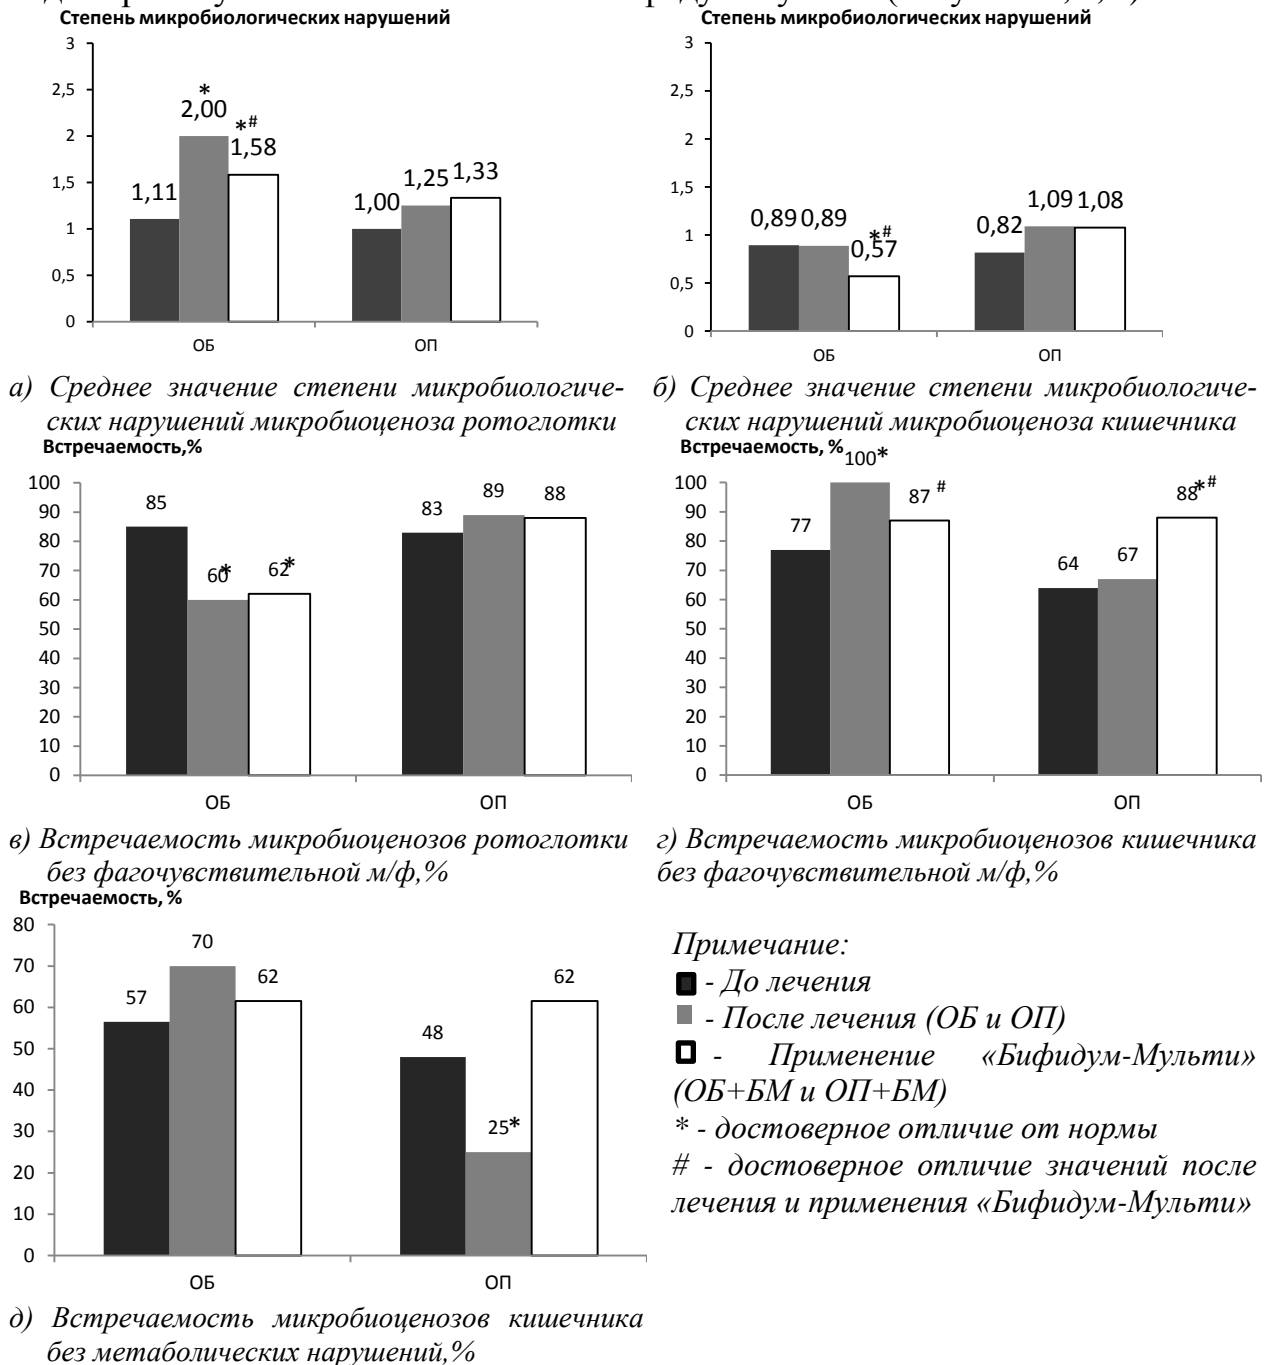 Степень микробиологических нарушений
3
2,5
2
1,5
1
0,5
0
1,11
*
2,00
*#
1,58
1,00
1,25
1,33
ОБ
ОП
а) Среднее значение степени микробиологиче-
ских нарушений микробиоценоза ротоглотки
Степень микробиологических нарушений
3
2,5
2
1,5
1
0,5
0
0,89
0,89
*#
0,57
0,82
1,09
1,08
ОБ
ОП
б) Среднее значение степени микробиологиче-
ских нарушений микробиоценоза кишечника
Встречаемость,%
100
90
80
70
60
50
40
30
20
10
0
85
60*
62*
83
89
88
ОБ
ОП
в) Встречаемость микробиоценозов ротоглотки
без фагочувствительной м/ф,%
Встречаемость, %
100
90
80
70
60
50
40
30
20
10
0
77
100*
87 #
64
67
88*#
ОБ
ОП
г) Встречаемость микробиоценозов кишечника
без фагочувствительной м/ф,%
Встречаемость, %
80
70
60
50
40
30
20
10
0
57
70
62
48
25*
62
ОБ
ОП
д) Встречаемость микробиоценозов кишечника
без метаболических нарушений,%
Примечание:
- До лечения
- После лечения (ОБ и ОП)
- Применение «Бифидум-Мульти»
(ОБ+БМ и ОП+БМ)
* - достоверное отличие от нормы
# - достоверное отличие значений после
лечения и применения «Бифидум-Мульти»